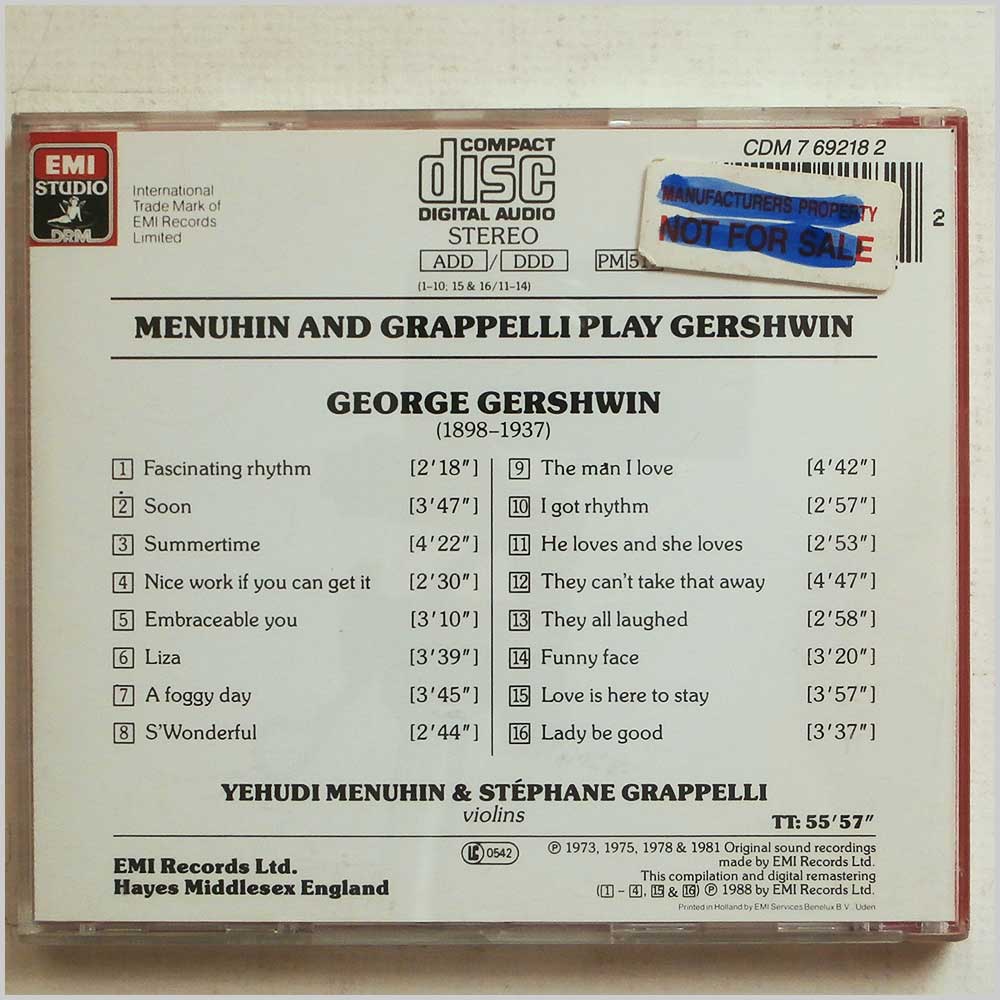 EMI
STUDIO
DRM
International
Trade Mark of
EMI Records
Limited
COMPACT
disc
DIGITAL AUDIO
STEREO
ADD / DDD
(1–10; 15 & 16/11–14)
PM
CDM 7 69218 2
MANUFACTURERS PROPERTY
NOT FOR SALE
2
MENUHIN AND GRAPPELLI PLAY GERSHWIN
GEORGE GERSHWIN
(1898–1937)
1 Fascinating rhythm [2'18"]
2 Soon [3'47"]
3 Summertime [4'22"]
4 Nice work if you can get it [2'30"]
5 Embraceable you [3'10"]
6 Liza [3'39"]
7 A foggy day [3'45"]
8 S'Wonderful [2'44"]
9 The man I love [4'42"]
10 I got rhythm [2'57"]
11 He loves and she loves [2'53"]
12 They can't take that away [4'47"]
13 They all laughed [2'58"]
14 Funny face [3'20"]
15 Love is here to stay [3'57"]
16 Lady be good [3'37"]
YEHUDI MENUHIN & STÉPHANE GRAPPELLI
violins
TT: 55'57"
EMI Records Ltd.
Hayes Middlesex England
LC 0542
℗ 1973, 1975, 1978 & 1981 Original sound recordings
made by EMI Records Ltd.
This compilation and digital remastering
(1 – 4, 15 & 16) ℗ 1988 by EMI Records Ltd.
Printed in Holland by EMI Services Benelux B.V., Uden